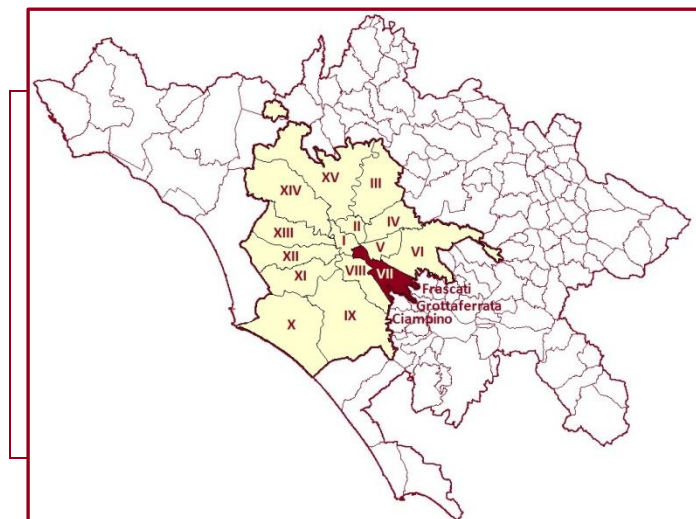 XV
III
XIV
II
IV
XIII
I
V
VI
XII
VIII
VII
XI
Frascati
Grottaferrata
Ciampino
X
IX